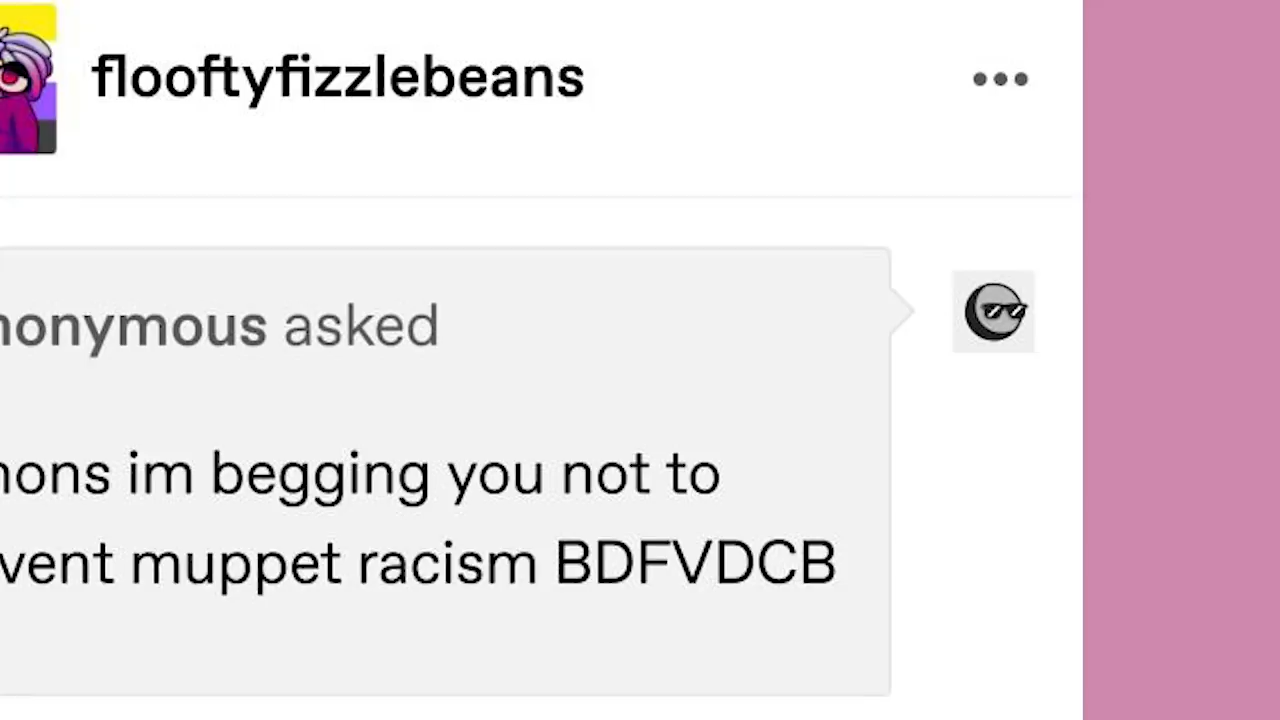 flooftyfizzlebeans
nonymous asked
nons im begging you not to
vent muppet racism BDFVDCB